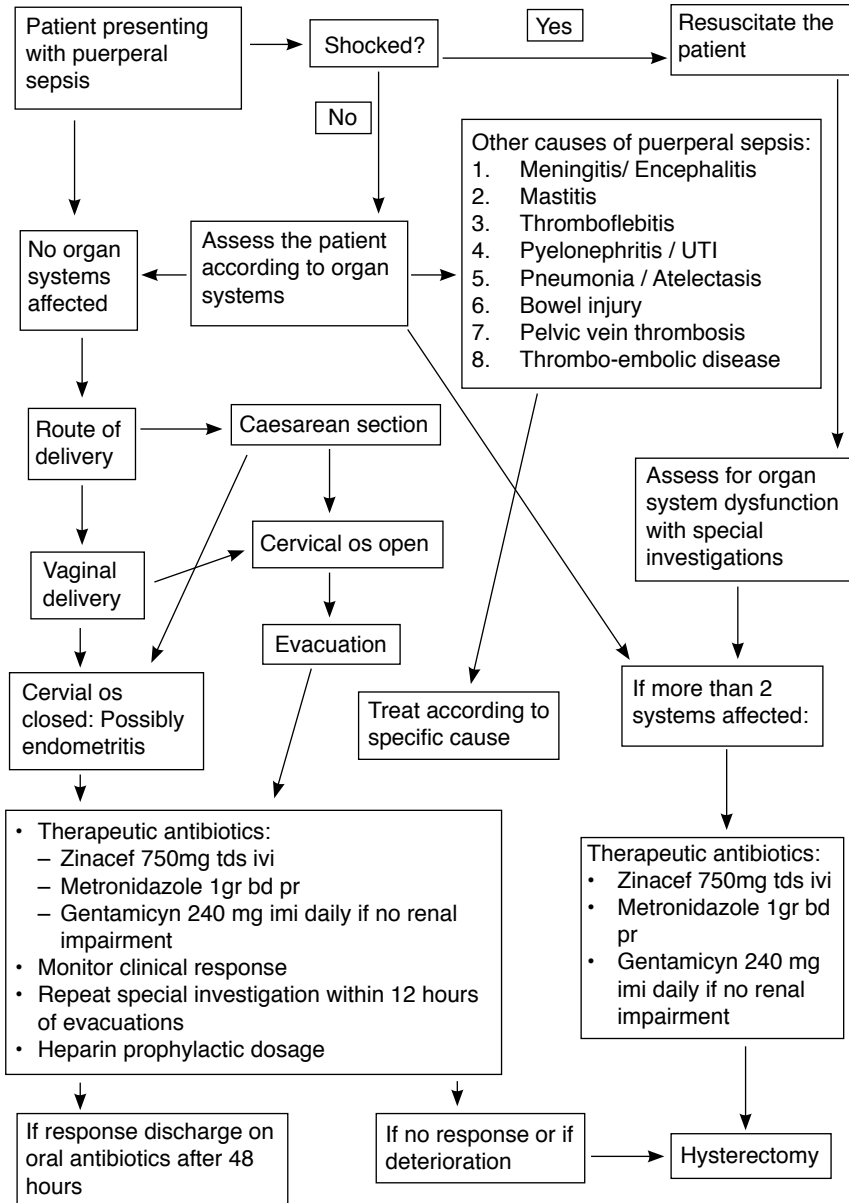 Patient presenting
with puerperal
sepsis
Shocked?
Yes
Resuscitate the
patient
No
Other causes of puerperal sepsis:
1. Meningitis/ Encephalitis
2. Mastitis
3. Thromboflebitis
4. Pyelonephritis / UTI
5. Pneumonia / Atelectasis
6. Bowel injury
7. Pelvic vein thrombosis
8. Thrombo-embolic disease
No organ
systems
affected
Assess the patient
according to organ
systems
Route of
delivery
Caesarean section
Assess for organ
system dysfunction
with special
investigations
Cervical os open
Vaginal
delivery
Evacuation
Cervial os
closed: Possibly
endometritis
Treat according to
specific cause
If more than 2
systems affected:
• Therapeutic antibiotics:
– Zinacef 750mg tds ivi
– Metronidazole 1gr bd pr
– Gentamicyn 240 mg imi daily if no renal
impairment
• Monitor clinical response
• Repeat special investigation within 12 hours
of evacuations
• Heparin prophylactic dosage
Therapeutic antibiotics:
• Zinacef 750mg tds ivi
• Metronidazole 1gr bd
pr
• Gentamicyn 240 mg
imi daily if no renal
impairment
If response discharge on
oral antibiotics after 48
hours
If no response or if
deterioration
Hysterectomy